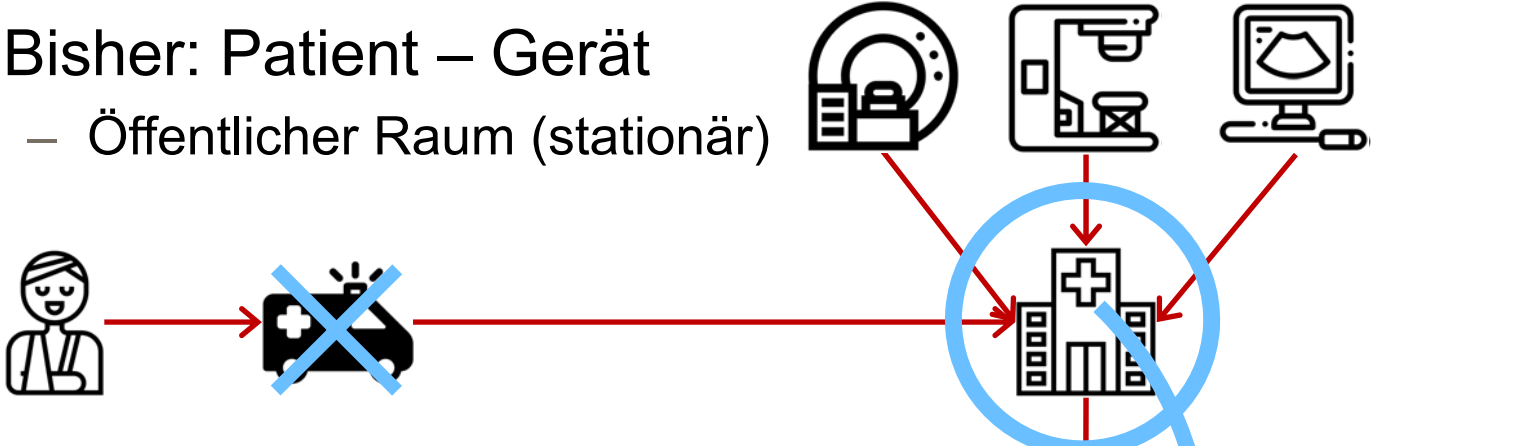 Bisher: Patient – Gerät
– Öffentlicher Raum (stationär)